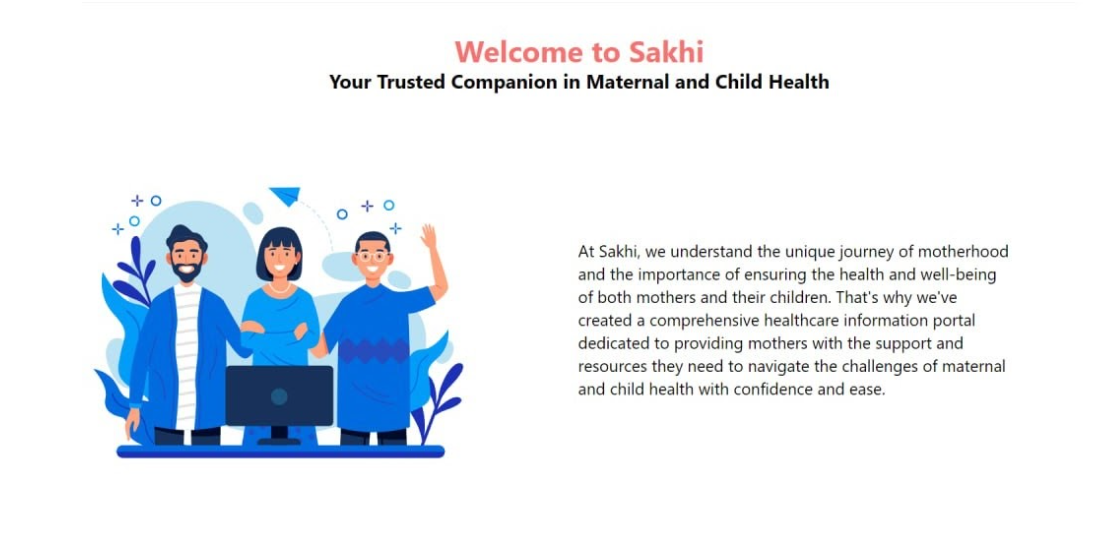 Welcome to Sakhi
Your Trusted Companion in Maternal and Child Health
At Sakhi, we understand the unique journey of motherhood
and the importance of ensuring the health and well-being
of both mothers and their children. That's why we've
created a comprehensive healthcare information portal
dedicated to providing mothers with the support and
resources they need to navigate the challenges of maternal
and child health with confidence and ease.